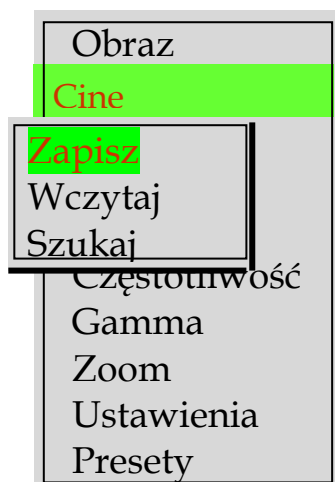 Obraz
Cine
Zapisz
Wczytaj
Szukaj
Częstotliwość
Gamma
Zoom
Ustawienia
Presety